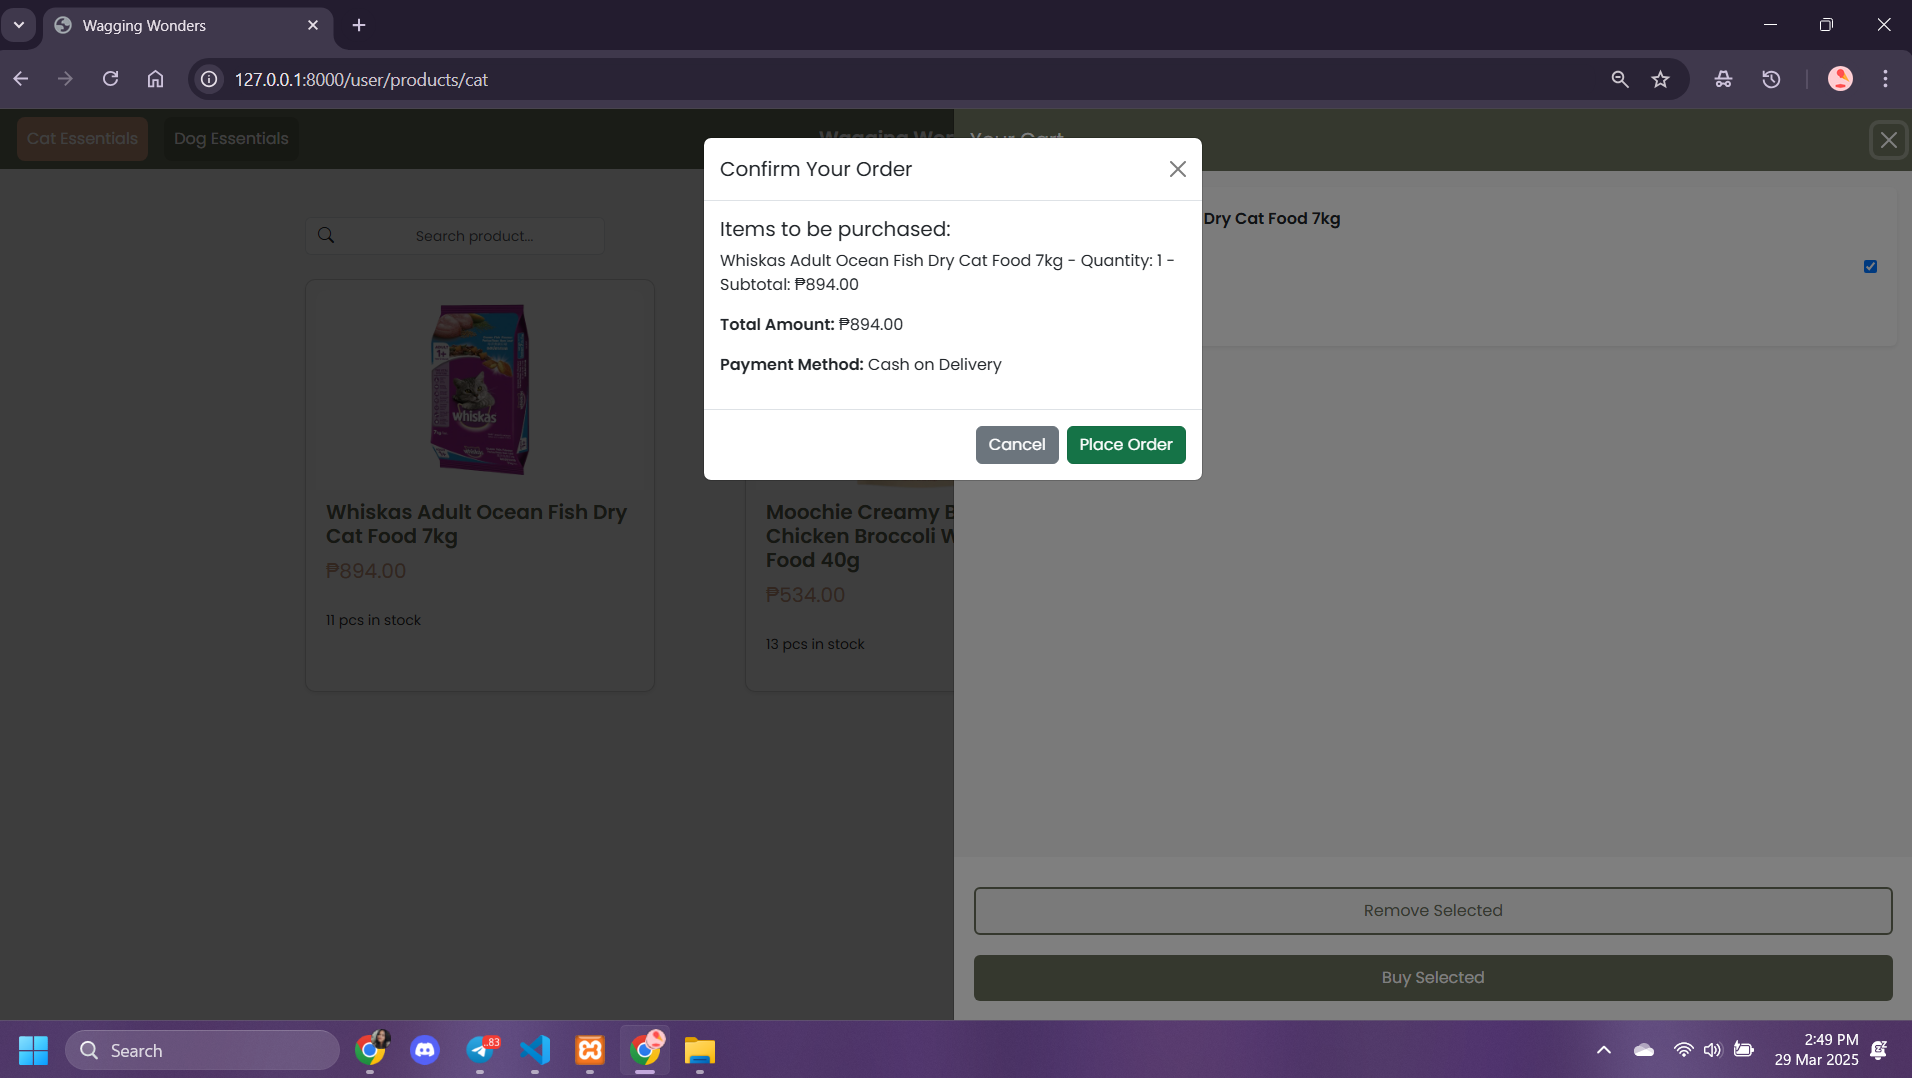 Wagging Wonders
127.0.0.1:8000/user/products/cat
Cat Essentials
Dog Essentials
Wagging Won
Your Cart
Confirm Your Order
Items to be purchased:
Whiskas Adult Ocean Fish Dry Cat Food 7kg - Quantity: 1 -
Subtotal: ₱894.00
Total Amount: ₱894.00
Payment Method: Cash on Delivery
Cancel
Place Order
Dry Cat Food 7kg
Search product...
1+
whiskas
Whiskas Adult Ocean Fish Dry
Cat Food 7kg
₱894.00
11 pcs in stock
Moochie Creamy B
Chicken Broccoli W
Food 40g
₱534.00
13 pcs in stock
Remove Selected
Buy Selected
Search
..83
2:49 PM
29 Mar 2025